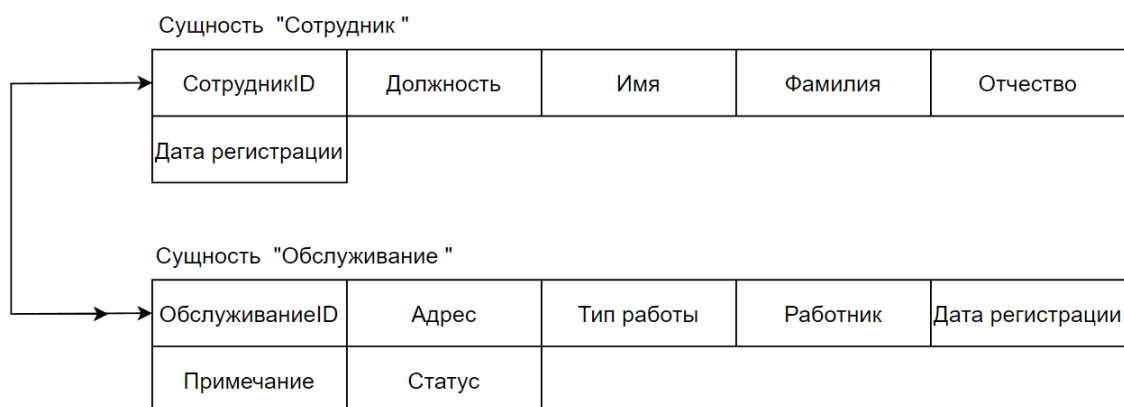 Сущность "Сотрудник "
СотрудникID Должность Имя Фамилия Отчество
Дата регистрации
Сущность "Обслуживание "
ОбслуживаниеID Адрес Тип работы Работник Дата регистрации
Примечание Статус